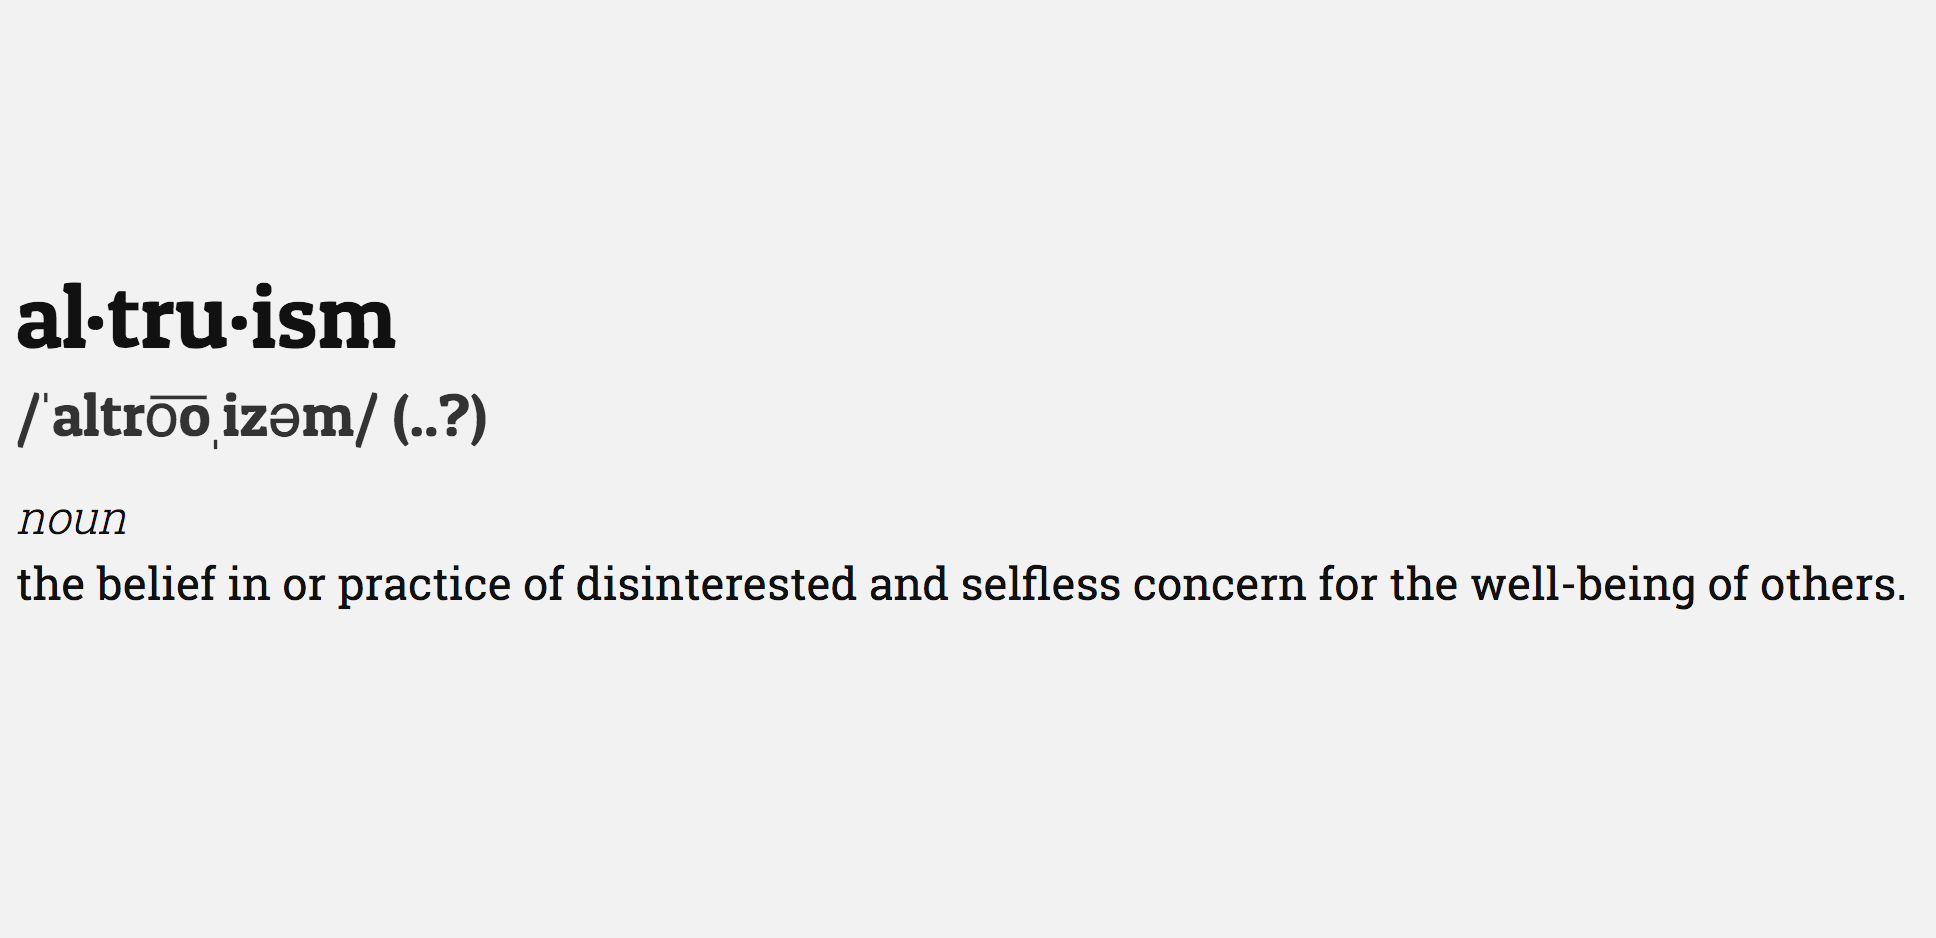 al·tru·ism
/ˈaltro͞oˌizəm/ (..?)
noun
the belief in or practice of disinterested and selfless concern for the well-being of others.